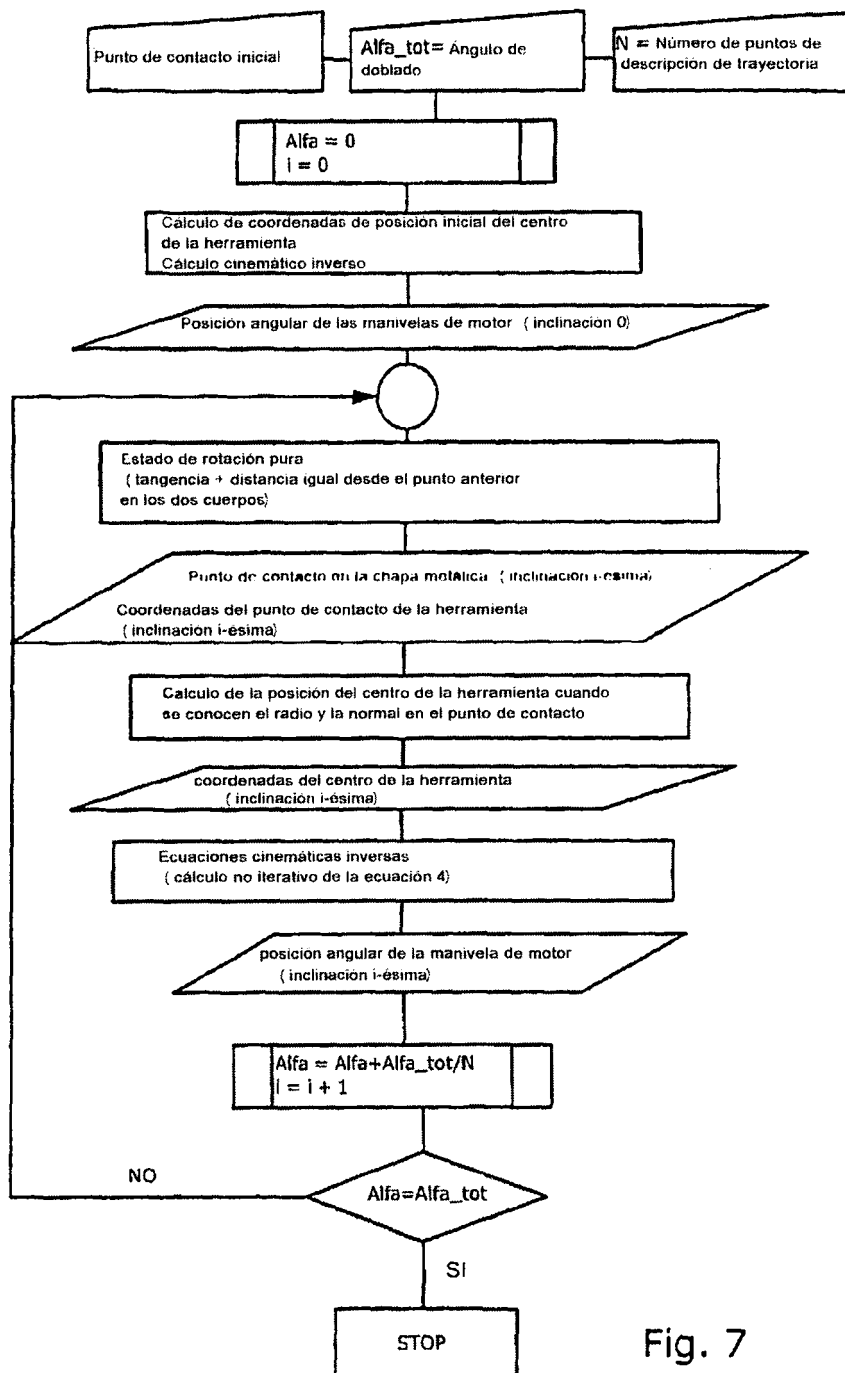 Punto de contacto inicial
Alfa_tot= Ángulo de
doblado
N = Número de puntos de
descripción de trayectoria
Alfa = 0
i = 0
Cálculo de coordenadas de posición inicial del centro
de la herramienta
Cálculo cinemático inverso
Posición angular de las manivelas de motor ( inclinación 0)
Estado de rotación pura
( tangencia + distancia igual desde el punto anterior
en los dos cuerpos)
Punto de contacto en la chapa metálica ( inclinación i-ésima)
Coordenadas del punto de contacto de la herramienta
( inclinación i-ésima)
Calculo de la posición del centro de la herramienta cuando
se conocen el radio y la normal en el punto de contacto
coordenadas del centro de la herramienta
( inclinación i-ésima)
Ecuaciones cinemáticas inversas
( cálculo no iterativo de la ecuación 4)
posición angular de la manivela de motor
( inclinación i-ésima)
Alfa = Alfa+Alfa_tot/N
i = i + 1
NO
Alfa=Alfa_tot
SI
STOP
Fig. 7